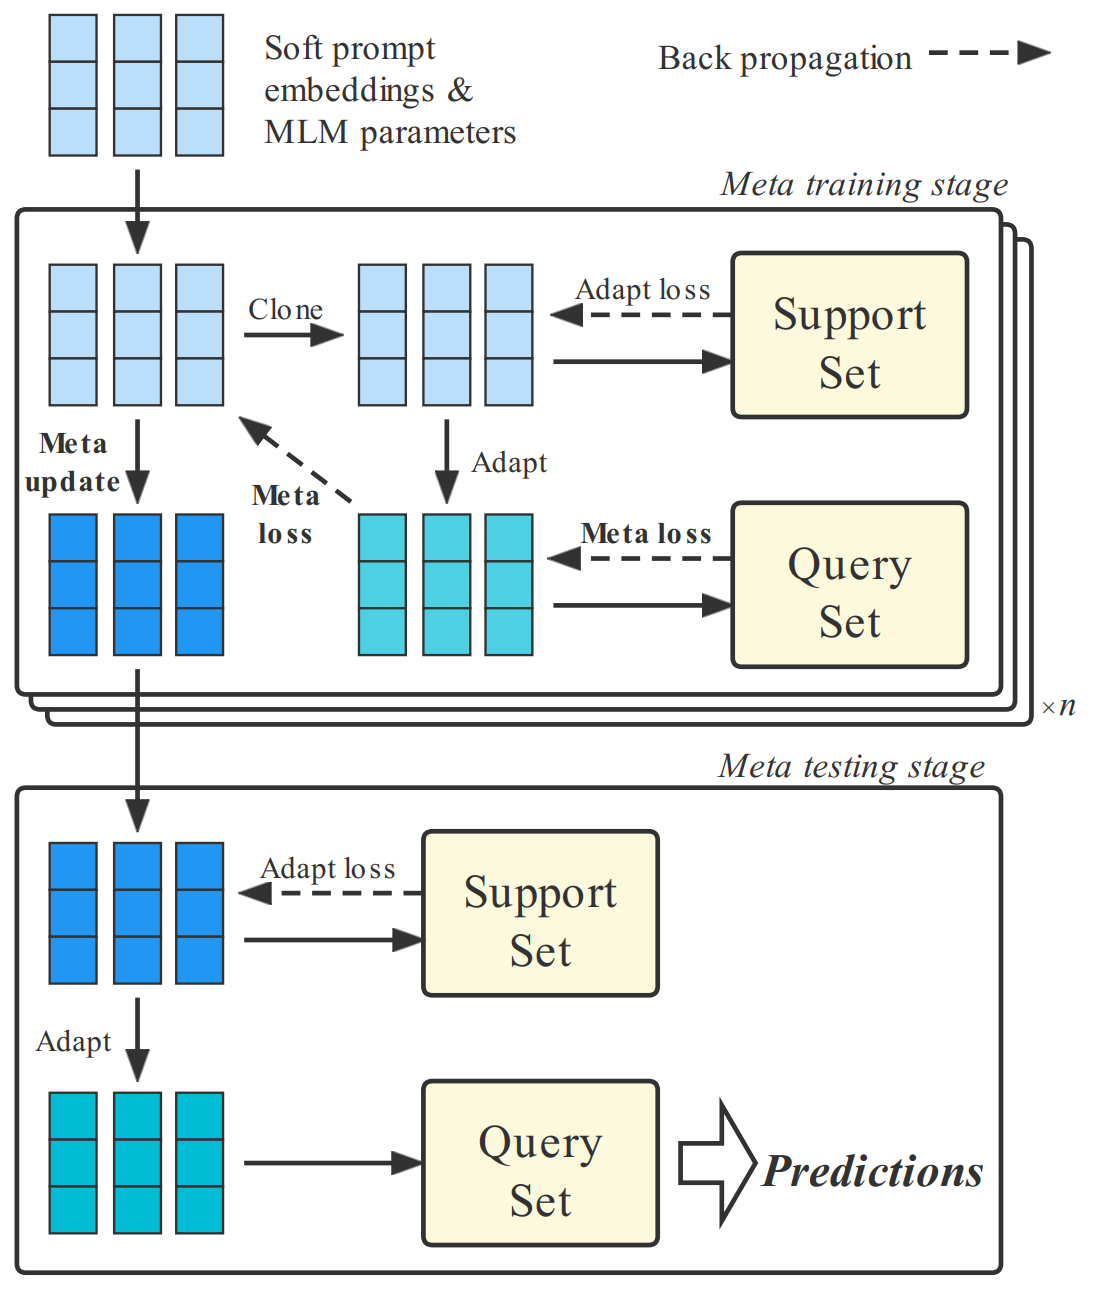 Soft prompt
embeddings &
MLM parameters
Back propagation
Meta training stage
Clone
Adapt loss
Support
Set
Meta
update
Adapt
Meta
loss
Meta loss
Query
Set
×n
Meta testing stage
Adapt loss
Support
Set
Adapt
Query
Set
Predictions